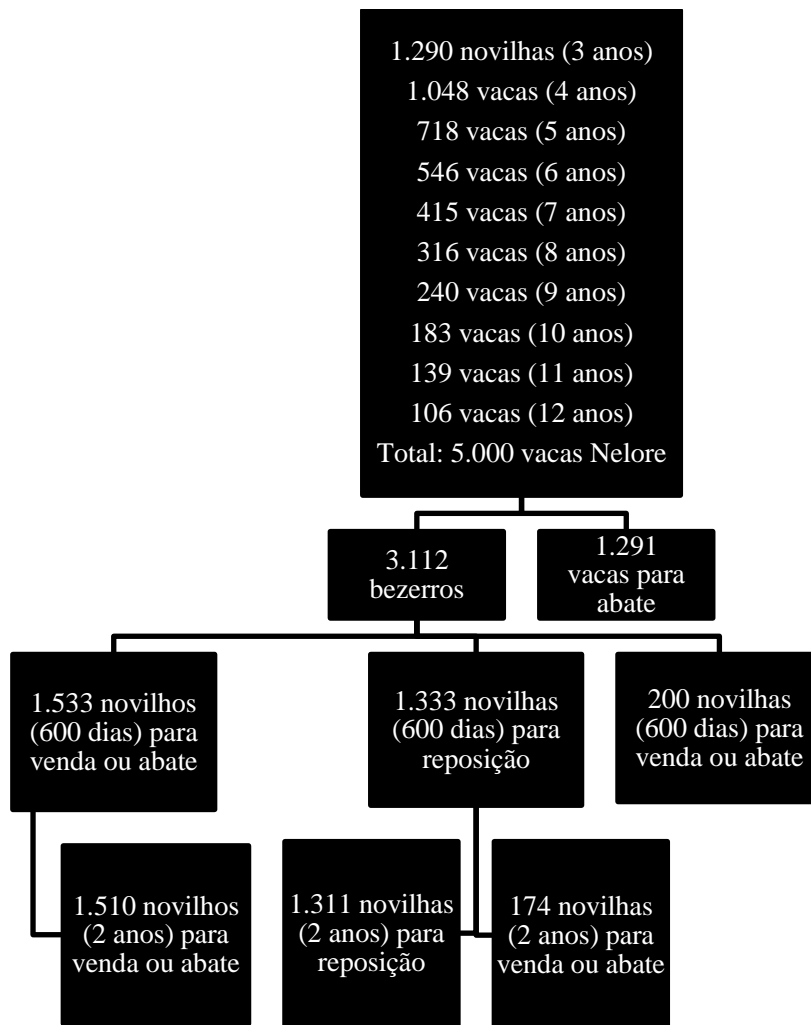 1.290 novilhas (3 anos)
1.048 vacas (4 anos)
718 vacas (5 anos)
546 vacas (6 anos)
415 vacas (7 anos)
316 vacas (8 anos)
240 vacas (9 anos)
183 vacas (10 anos)
139 vacas (11 anos)
106 vacas (12 anos)
Total: 5.000 vacas Nelore
3.112
bezerros
1.291
vacas para
abate
1.533 novilhos
(600 dias) para
venda ou abate
1.333 novilhas
(600 dias) para
reposição
200 novilhas
(600 dias) para
venda ou abate
1.510 novilhos
(2 anos) para
venda ou abate
1.311 novilhas
(2 anos) para
reposição
174 novilhas
(2 anos) para
venda ou abate